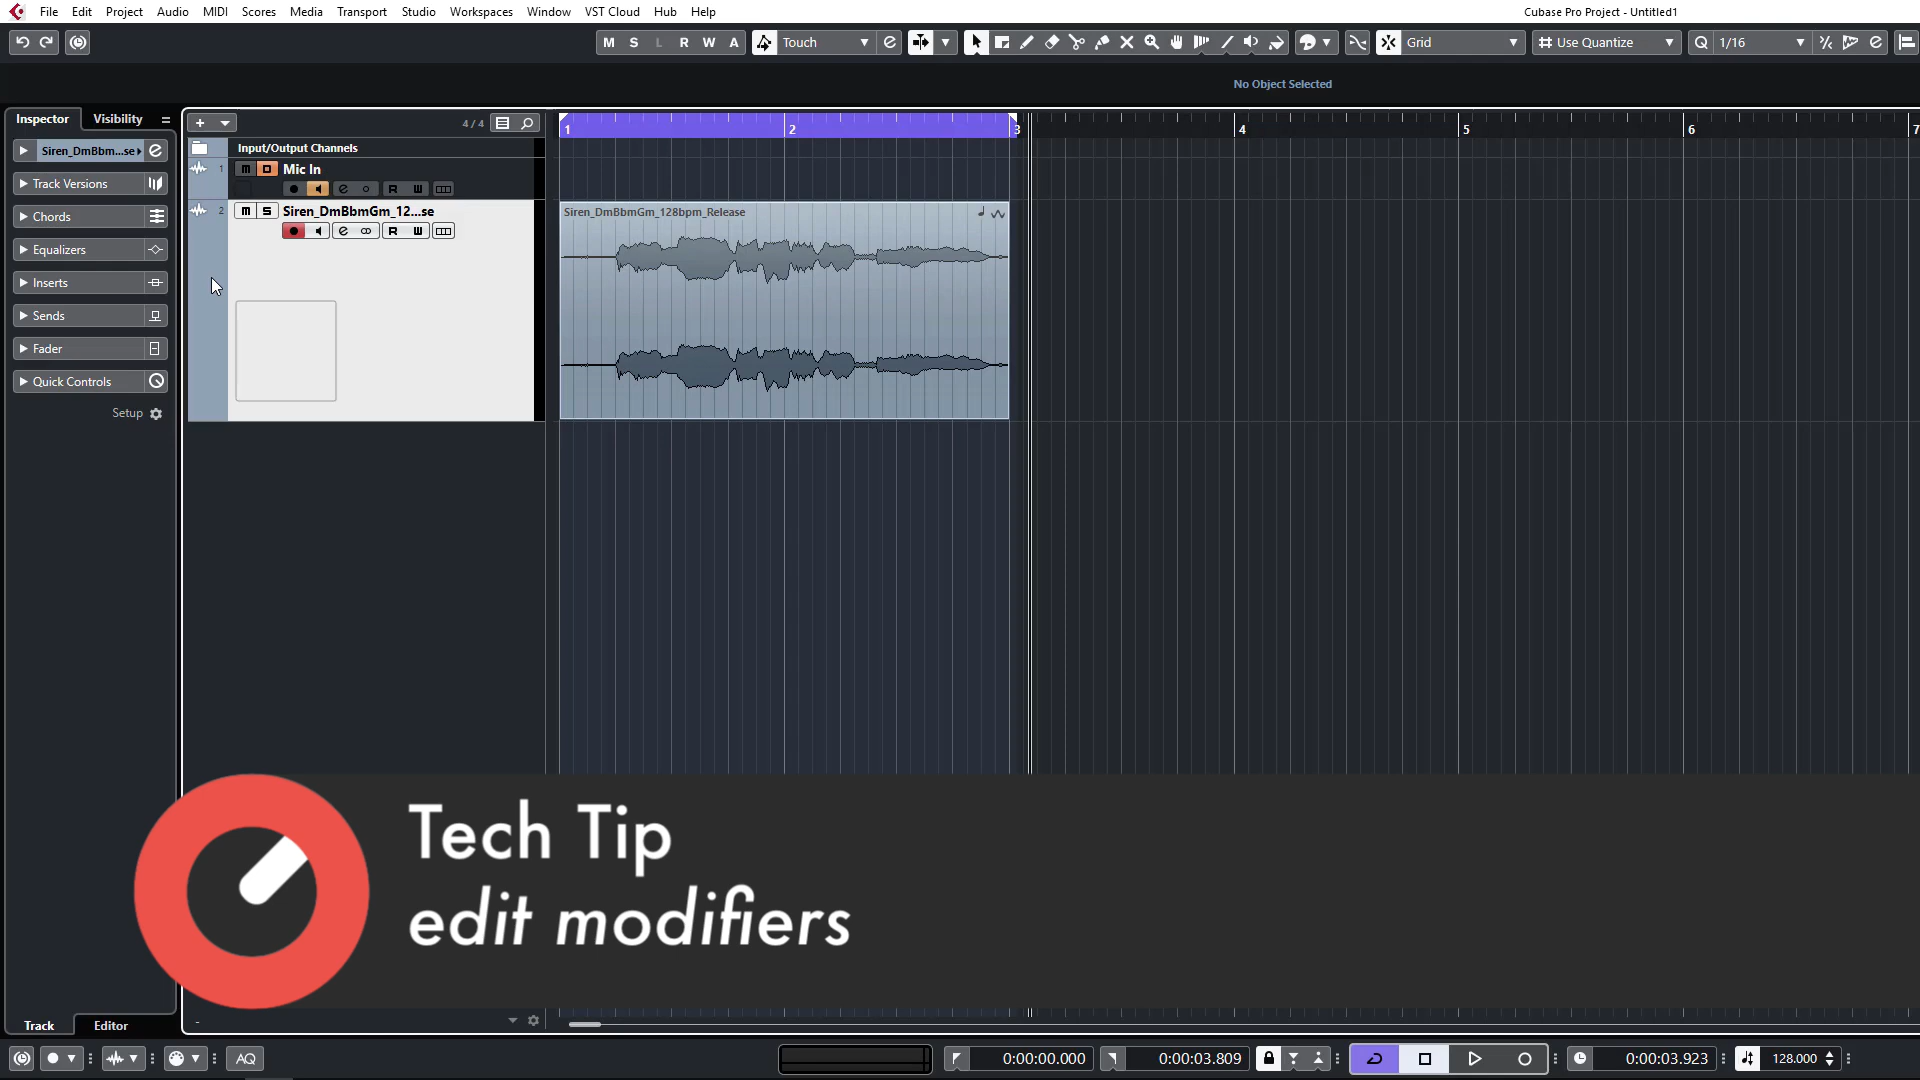 File Edit Project Audio MIDI Scores Media Transport Studio Workspaces Window VST Cloud Hub Help
Cubase Pro Project - Untitled1
M S L R W A Touch Grid Use Quantize Q 1/16
No Object Selected
Inspector Visibility
4 / 4
1 2 3 4 5 6 7
Siren_DmBbm...se
Input/Output Channels
1 m Mic In
R W
Track Versions
2 m S Siren_DmBbmGm_12...se
R W
Siren_DmBbmGm_128bpm_Release
Chords
Equalizers
Inserts
Sends
Fader
Quick Controls
Setup
Tech Tip
edit modifiers
Track Editor
AQ
0:00:00.000
0:00:03.809
0:00:03.923
128.000